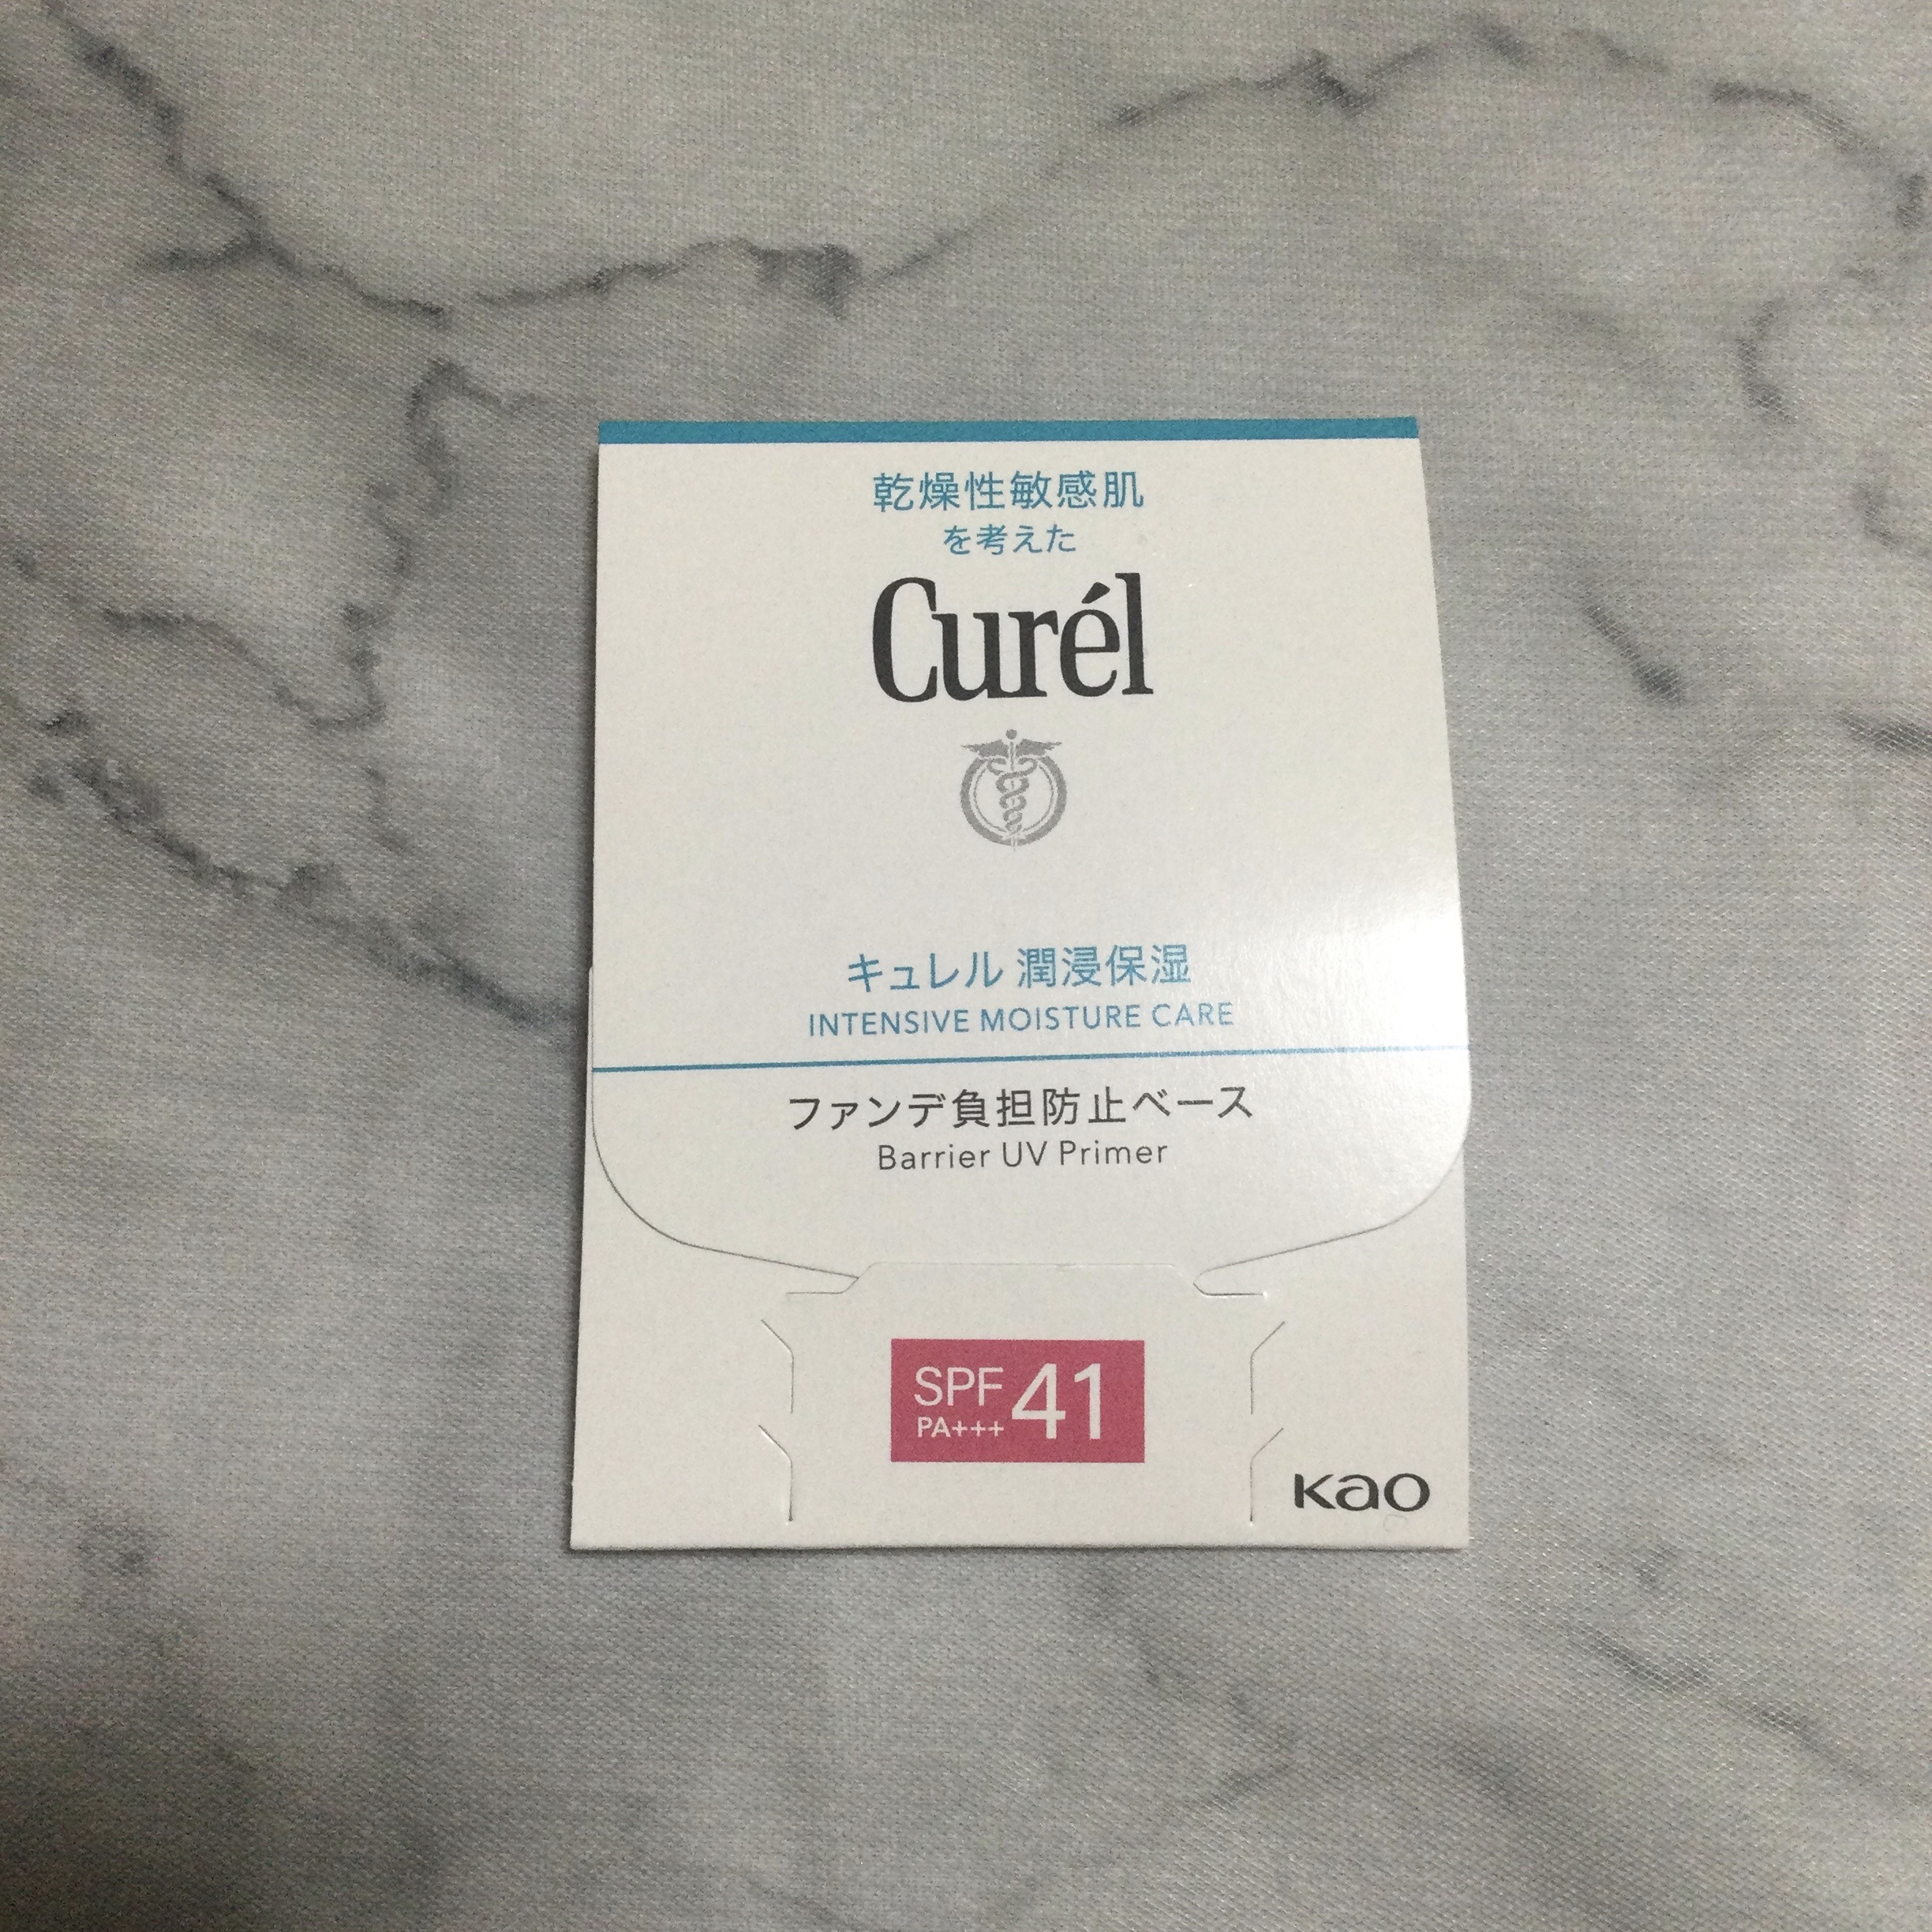 乾燥性敏感肌
を考えた
Curél
キュレル 潤浸保湿
INTENSIVE MOISTURE CARE
ファンデ負担防止ベース
Barrier UV Primer
SPF 41
PA+++
Kao